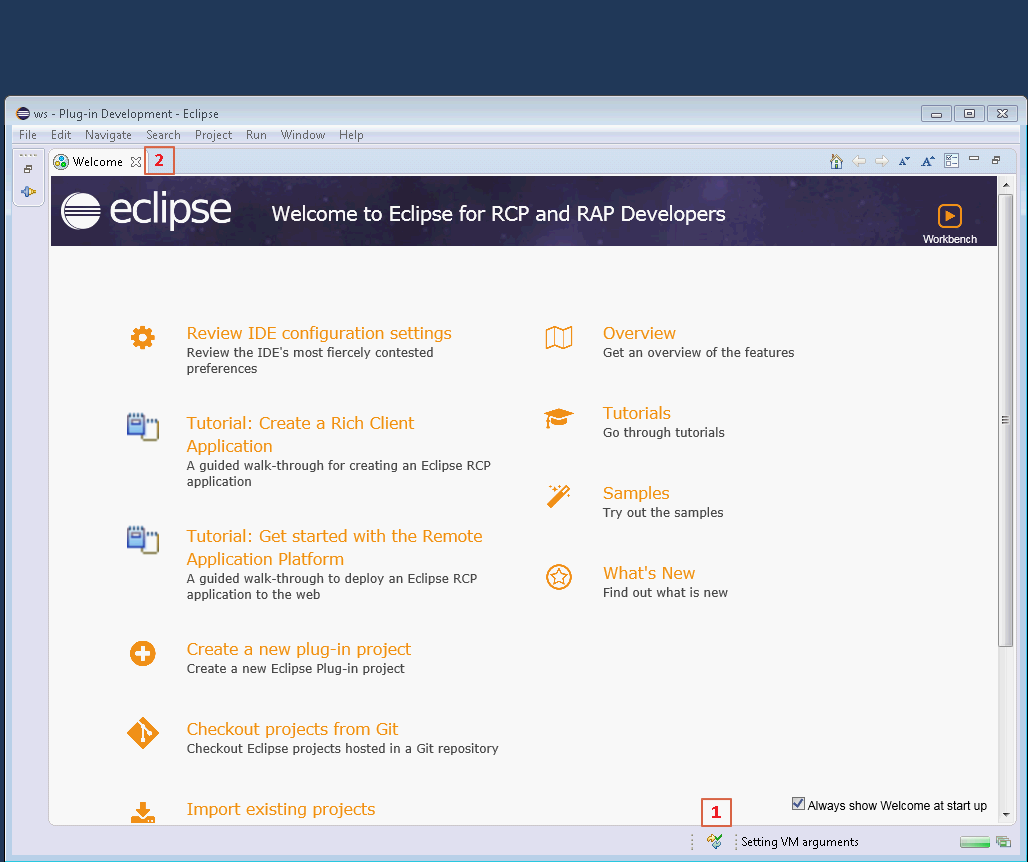 ws - Plug-in Development - Eclipse
File Edit Navigate Search Project Run Window Help
Welcome
2
eclipse
Welcome to Eclipse for RCP and RAP Developers
Workbench
Review IDE configuration settings
Review the IDE's most fiercely contested
preferences
Tutorial: Create a Rich Client
Application
A guided walk-through for creating an Eclipse RCP
application
Tutorial: Get started with the Remote
Application Platform
A guided walk-through to deploy an Eclipse RCP
application to the web
Create a new plug-in project
Create a new Eclipse Plug-in project
Checkout projects from Git
Checkout Eclipse projects hosted in a Git repository
Import existing projects
Overview
Get an overview of the features
Tutorials
Go through tutorials
Samples
Try out the samples
What's New
Find out what is new
1
Always show Welcome at start up
Setting VM arguments